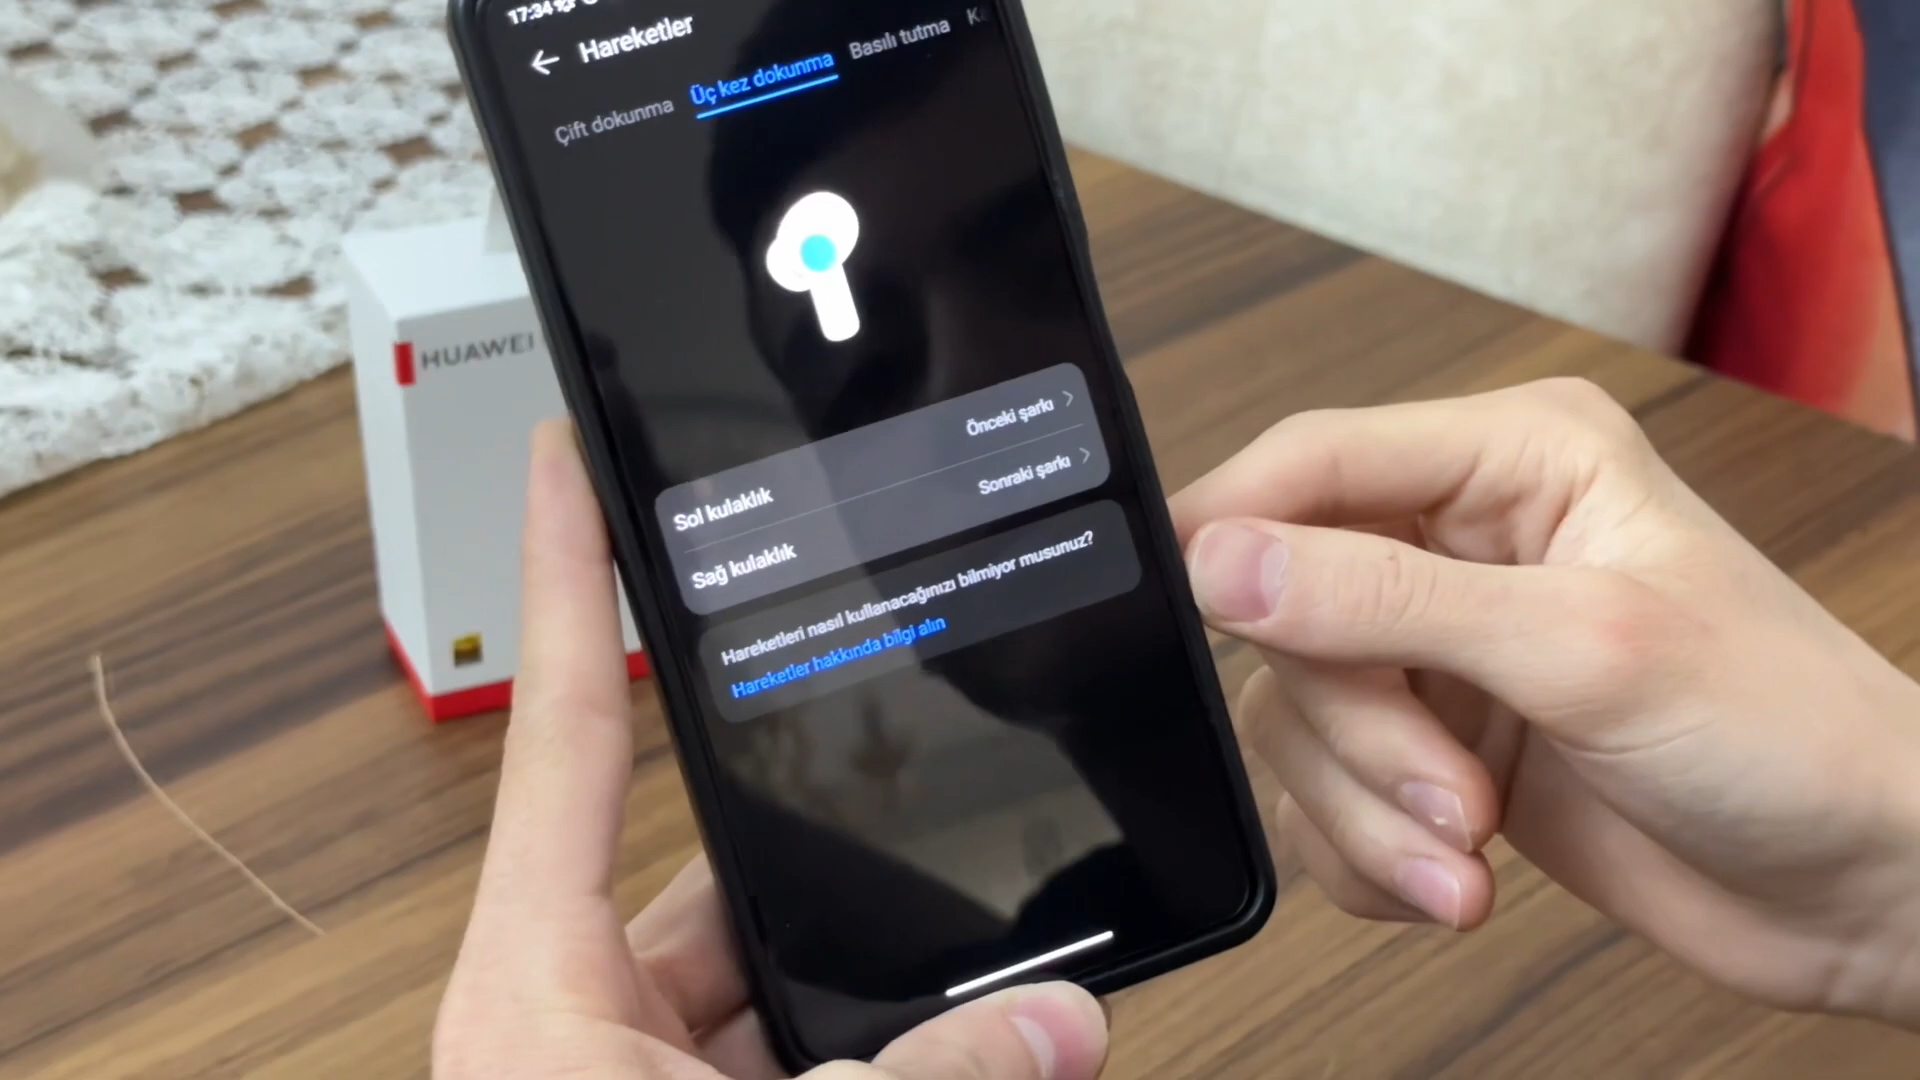 17:34
Hareketler
Çift dokunma Üç kez dokunma Basılı tutma
Sol kulaklık Önceki şarkı
Sağ kulaklık Sonraki şarkı
Hareketleri nasıl kullanacağınızı bilmiyor musunuz?
Hareketler hakkında bilgi alın
HUAWEI